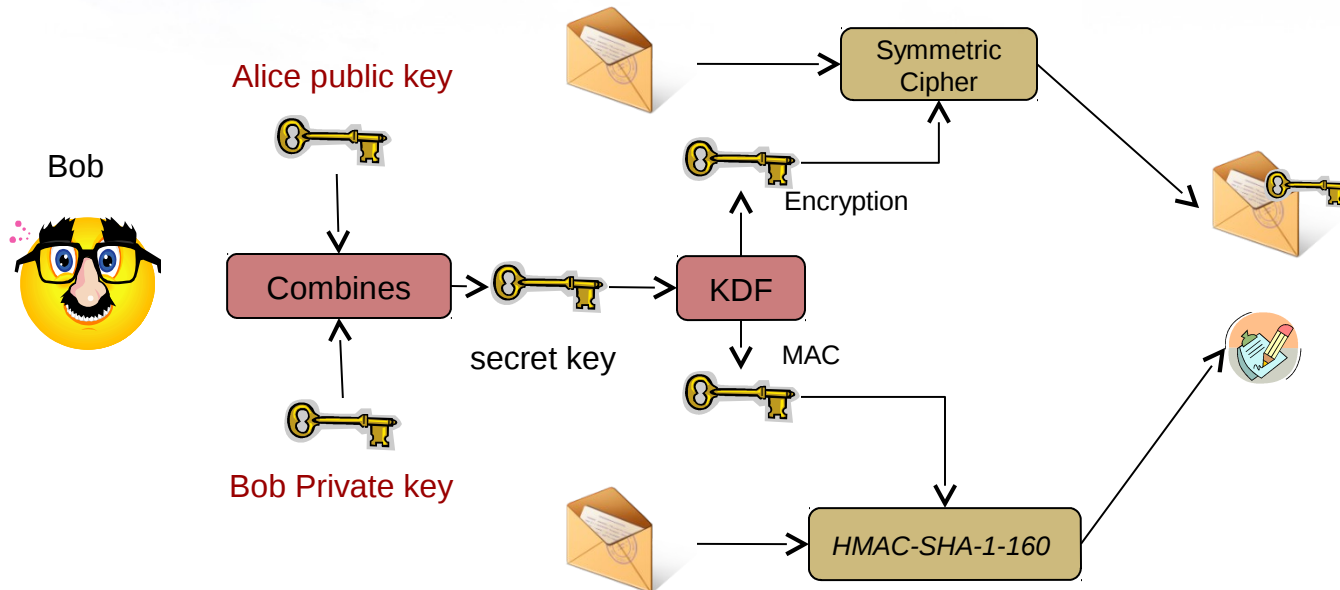 Alice public key
Symmetric
Cipher
Bob
Encryption
Combines
KDF
secret key
MAC
Bob Private key
HMAC-SHA-1-160